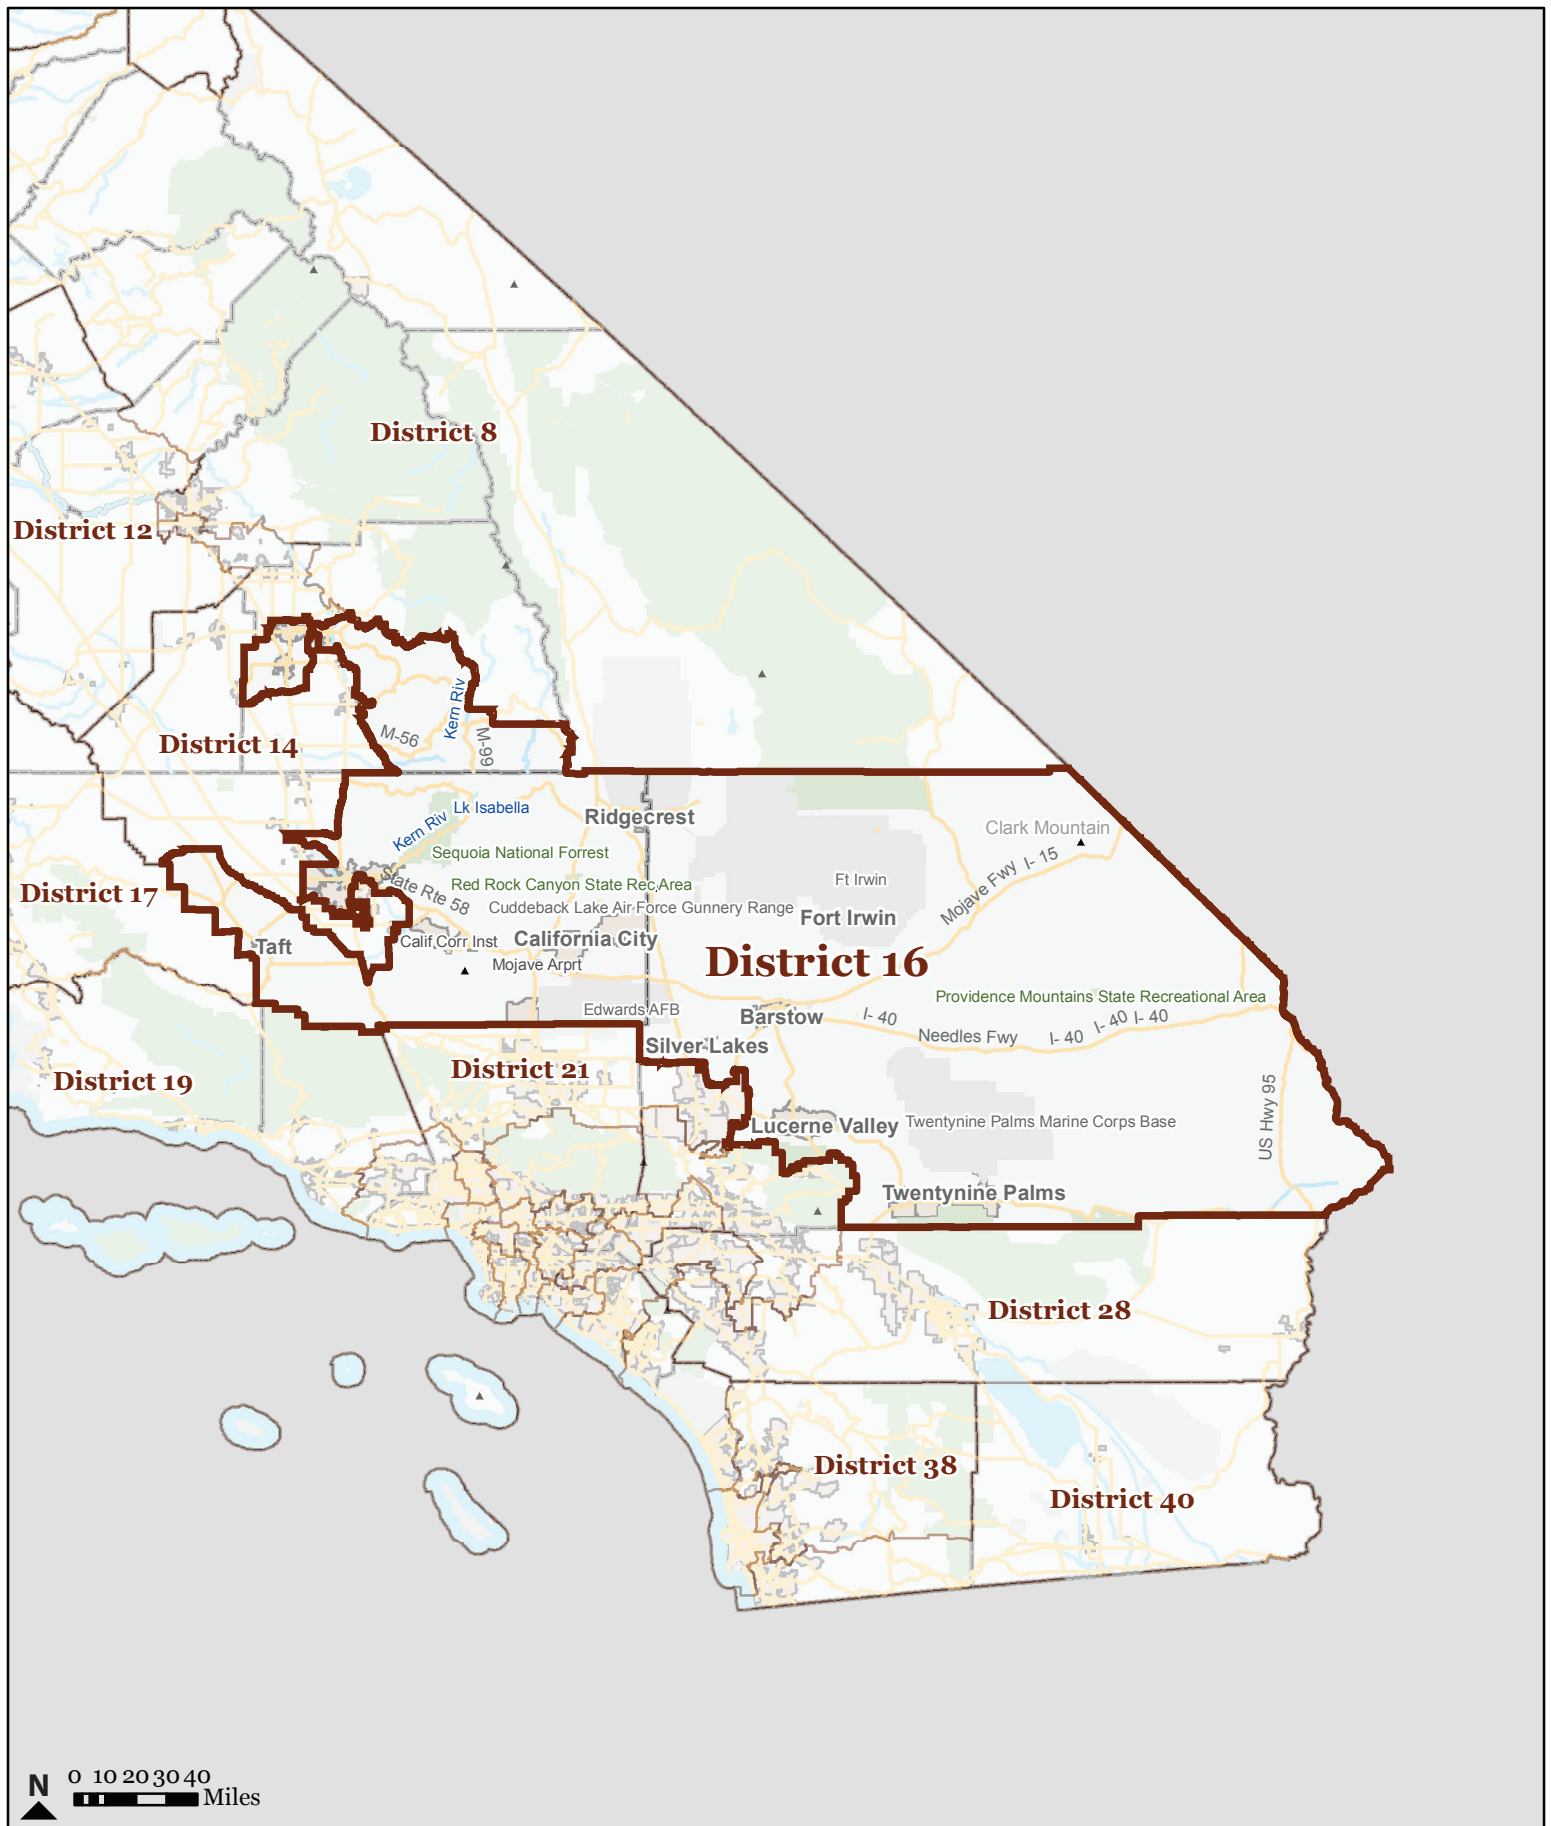 District 8
District 12
Kern Riv
M-56
M-99
District 14
Lk Isabella
Ridgecrest
Kern Riv
Clark Mountain
Sequoia National Forrest
Mojave Fwy I- 15
Ft Irwin
District 17
State Rte 58
Red Rock Canyon State Rec Area
Cuddeback Lake Air Force Gunnery Range
Fort Irwin
Taft
Calif Corr Inst
California City
District 16
Mojave Arprt
Providence Mountains State Recreational Area
Edwards AFB
Barstow
I- 40
Needles Fwy
I- 40
I- 40
I- 40
Silver Lakes
District 21
District 19
US Hwy 95
Lucerne Valley
Twentynine Palms Marine Corps Base
Twentynine Palms
District 28
District 38
District 40
N
0 10 20 30 40
Miles